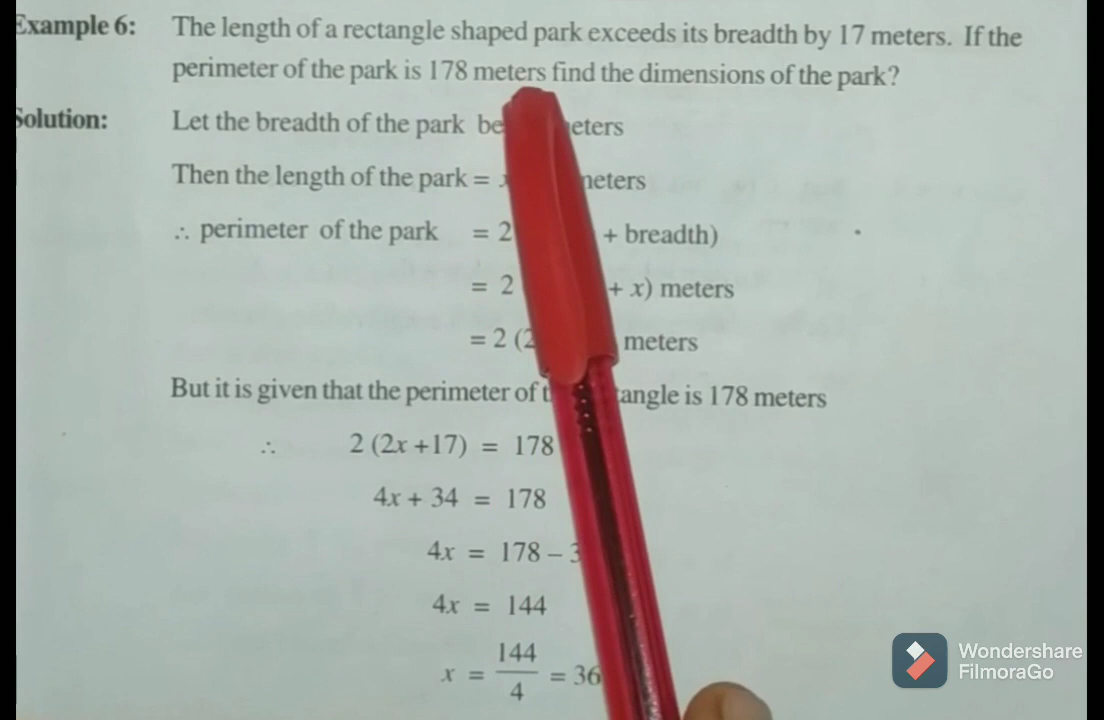 Example 6: The length of a rectangle shaped park exceeds its breadth by 17 meters. If the
perimeter of the park is 178 meters find the dimensions of the park?
Solution: Let the breadth of the park be
Then the length of the park =
∴ perimeter of the park = 2 + breadth)
= 2 + x) meters
= 2 (2 meters
But it is given that the perimeter of is 178 meters
∴ 2 (2x +17) = 178
4x + 34 = 178
4x = 178 –
4x = 144
x = 144/4 = 36
Wondershare
FilmoraGo